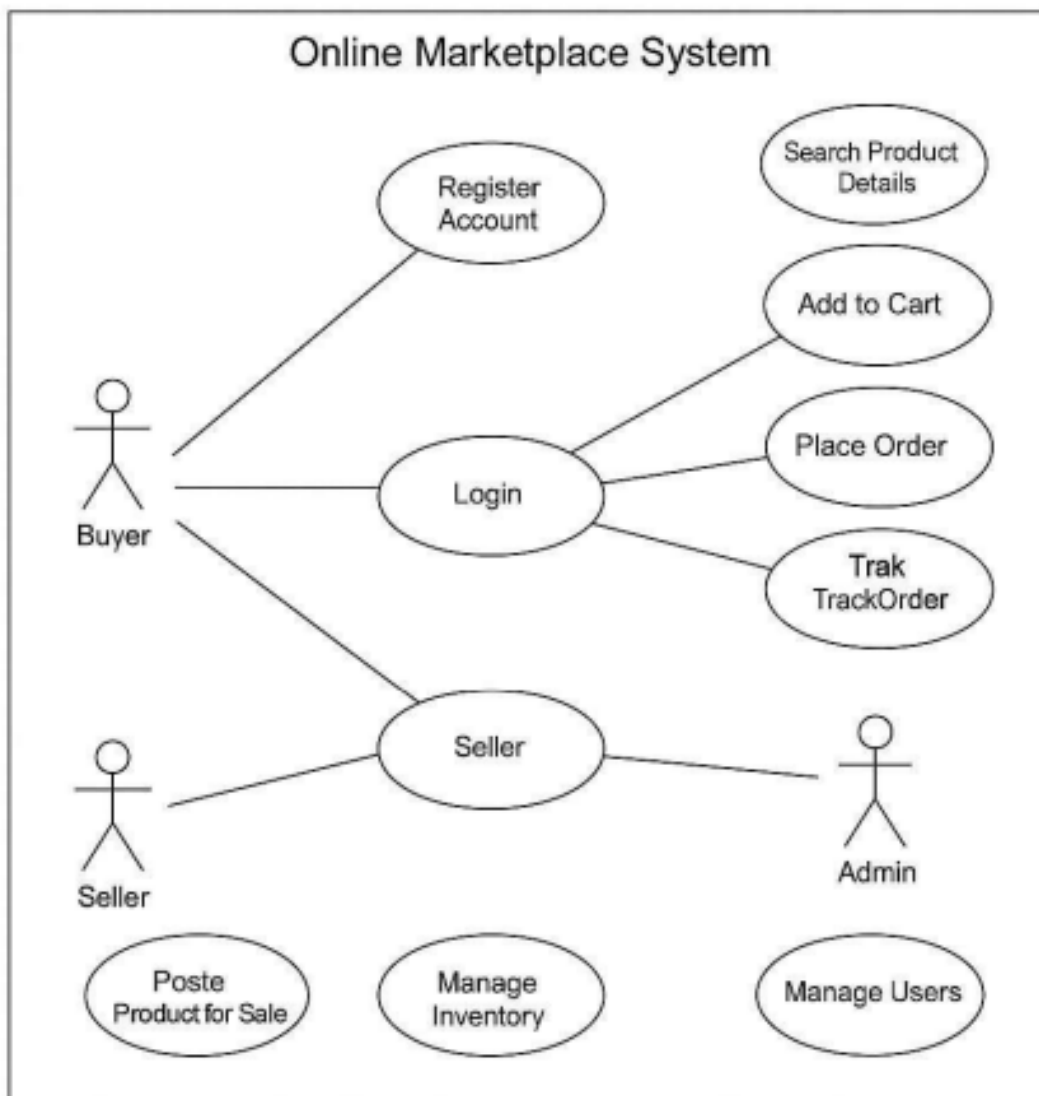 Online Marketplace System
Register
Account
Search Product
Details
Add to Cart
Place Order
Login
Buyer
Trak
TrackOrder
Seller
Seller
Admin
Poste
Product for Sale
Manage
Inventory
Manage Users